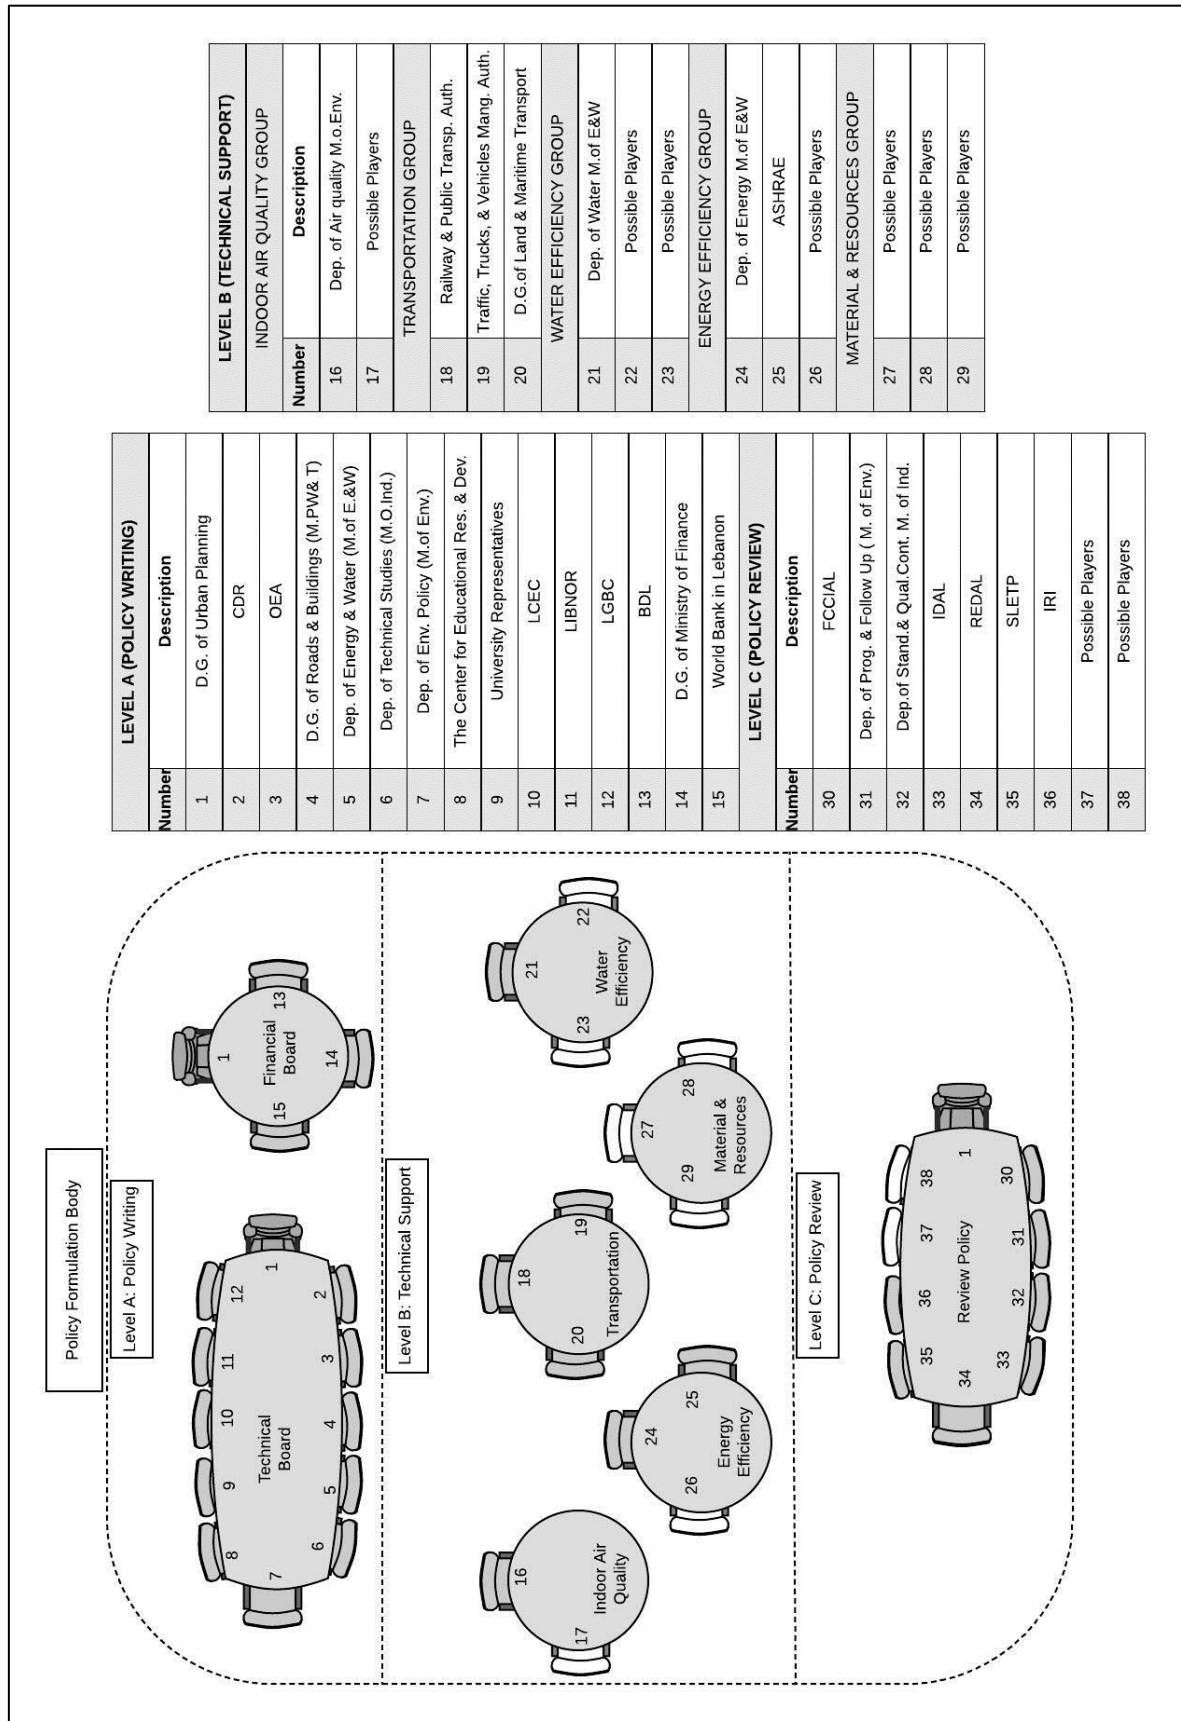 Policy Formulation Body
Level A: Policy Writing
Technical
Board
1
2
3
4
5
6
7
8
9
10
11
12
Financial
Board
1
13
14
15
Level B: Technical Support
Indoor Air
Quality
16
17
Energy
Efficiency
24
25
26
Transportation
18
19
20
Material &
Resources
27
28
29
Water
Efficiency
21
22
23
Level C: Policy Review
Review Policy
1
30
31
32
33
34
35
36
37
38
LEVEL A (POLICY WRITING)
Number Description
1 D.G. of Urban Planning
2 CDR
3 OEA
4 D.G. of Roads & Buildings (M.PW& T)
5 Dep. of Energy & Water (M.of E.&W)
6 Dep. of Technical Studies (M.O.Ind.)
7 Dep. of Env. Policy (M.of Env.)
8 The Center for Educational Res. & Dev.
9 University Representatives
10 LCEC
11 LIBNOR
12 LGBC
13 BDL
14 D.G. of Ministry of Finance
15 World Bank in Lebanon
LEVEL C (POLICY REVIEW)
Number Description
30 FCCIAL
31 Dep. of Prog. & Follow Up ( M. of Env.)
32 Dep.of Stand.& Qual.Cont. M. of Ind.
33 IDAL
34 REDAL
35 SLETP
36 IRI
37 Possible Players
38 Possible Players
LEVEL B (TECHNICAL SUPPORT)
INDOOR AIR QUALITY GROUP
Number Description
16 Dep. of Air quality M.o.Env.
17 Possible Players
TRANSPORTATION GROUP
18 Railway & Public Transp. Auth.
19 Traffic, Trucks, & Vehicles Mang. Auth.
20 D.G.of Land & Maritime Transport
WATER EFFICIENCY GROUP
21 Dep. of Water M.of E&W
22 Possible Players
23 Possible Players
ENERGY EFFICIENCY GROUP
24 Dep. of Energy M.of E&W
25 ASHRAE
26 Possible Players
MATERIAL & RESOURCES GROUP
27 Possible Players
28 Possible Players
29 Possible Players